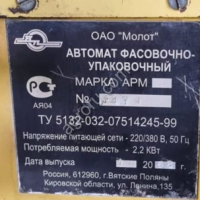 ОАО "Молот"
АВТОМАТ ФАСОВОЧНО-
УПАКОВОЧНЫЙ
МАРКА АРМ
№
АЯ04
ТУ 5132-032-07514245-99
Напряжение питающей сети - 220/380 В, 50 Гц
Потребляемая мощность - 2.2 КВт
Дата выпуска 20
Россия, 612960, г. Вятские Поляны
Кировской области, ул. Ленина, 135